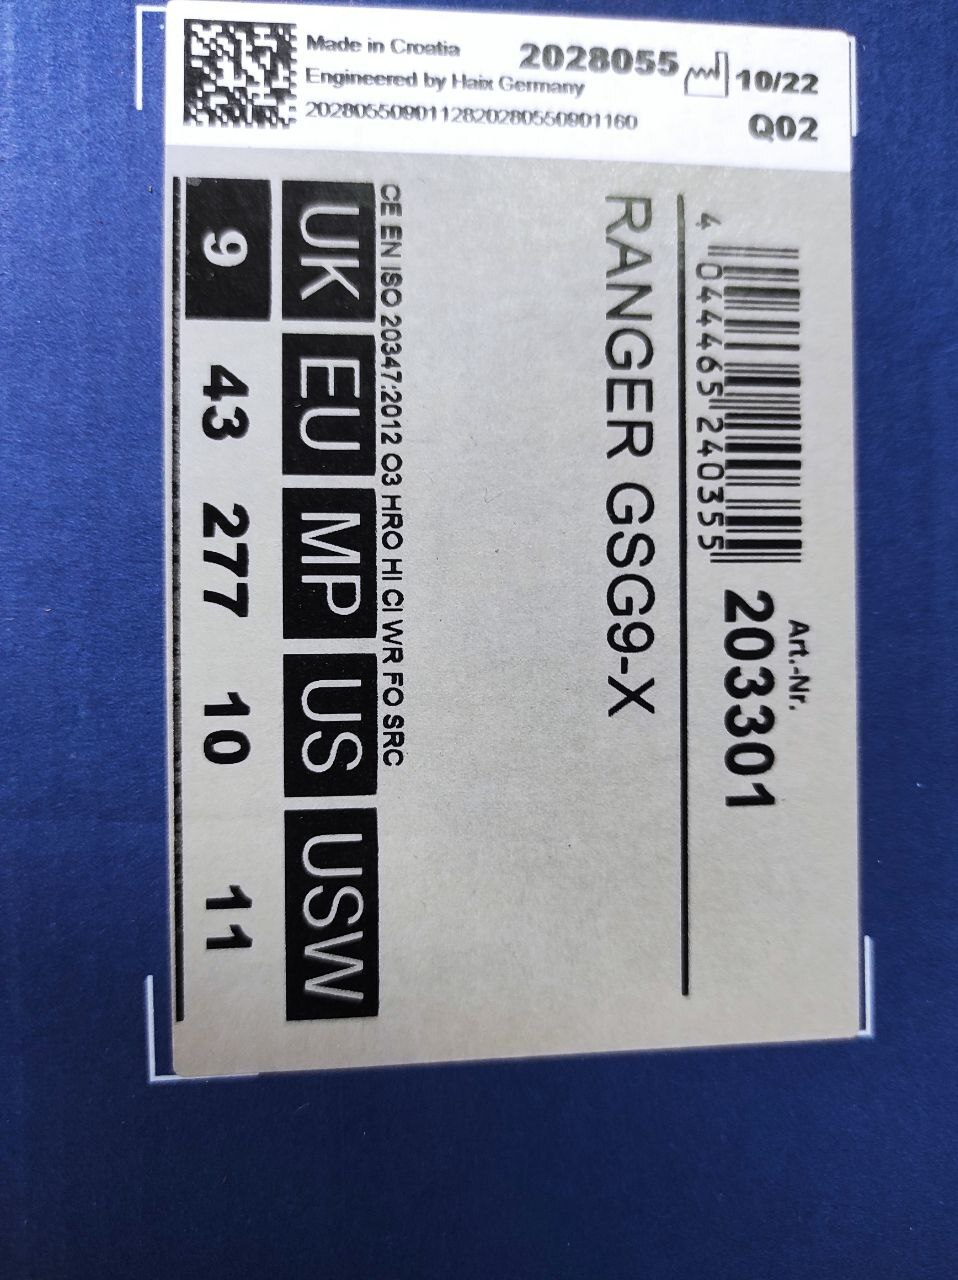 Made in Croatia
Engineered by Haix Germany
2028055
10/22
20280550901128202805509011​60
Q02
4 044465 240355
Art.-Nr.
203301
RANGER GSG9-X
CE EN ISO 20347:2012 O3 HRO HI CI WR FO SRC
UK EU MP US USW
9 43 277 10 11